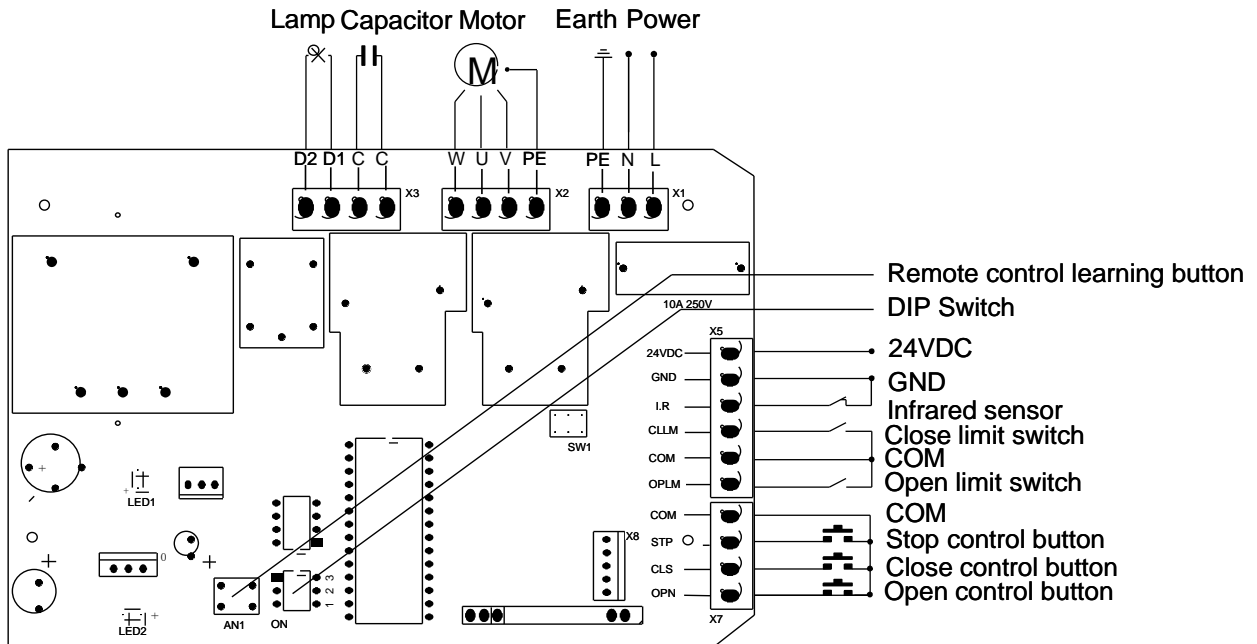 Lamp Capacitor Motor Earth Power
M
D2 D1 C C W U V PE PE N L
X3 X2 X1
Remote control learning button
10A 250V
DIP Switch
X5
24VDC 24VDC
GND GND
I.R Infrared sensor
CLLM Close limit switch
SW1
COM COM
OPLM Open limit switch
LED1
COM COM
X8
STP Stop control button
0
CLS Close control button
OPN Open control button
1 2 3
LED2 AN1 ON X7